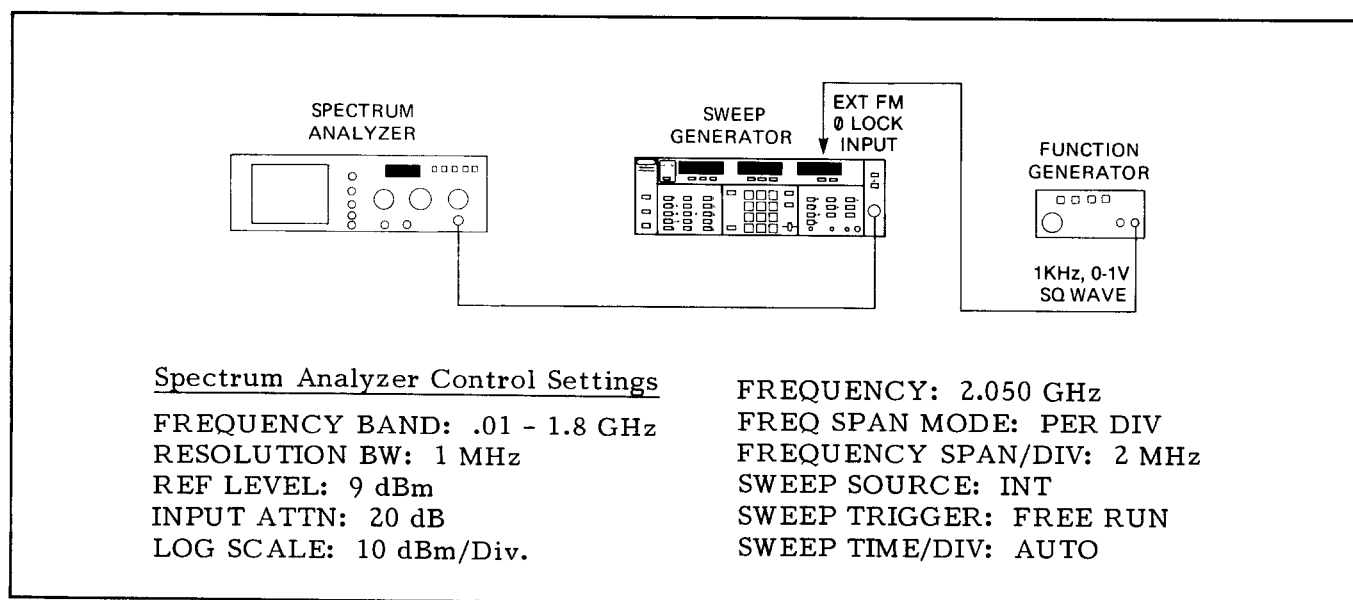 SPECTRUM
ANALYZER
SWEEP
GENERATOR
EXT FM
Ø LOCK
INPUT
FUNCTION
GENERATOR
1KHz, 0-1V
SQ WAVE
Spectrum Analyzer Control Settings
FREQUENCY BAND: .01 - 1.8 GHz
RESOLUTION BW: 1 MHz
REF LEVEL: 9 dBm
INPUT ATTN: 20 dB
LOG SCALE: 10 dBm/Div.
FREQUENCY: 2.050 GHz
FREQ SPAN MODE: PER DIV
FREQUENCY SPAN/DIV: 2 MHz
SWEEP SOURCE: INT
SWEEP TRIGGER: FREE RUN
SWEEP TIME/DIV: AUTO